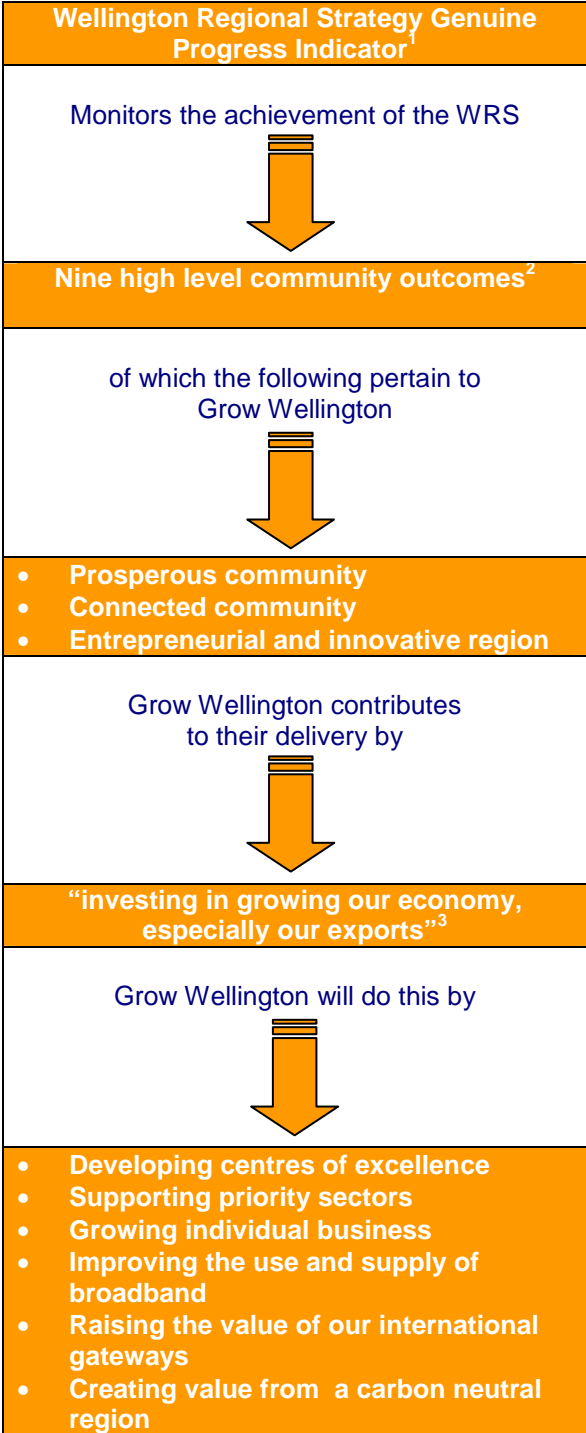 Wellington Regional Strategy Genuine
Progress Indicator1
Monitors the achievement of the WRS
Nine high level community outcomes2
of which the following pertain to
Grow Wellington
• Prosperous community
• Connected community
• Entrepreneurial and innovative region
Grow Wellington contributes
to their delivery by
“investing in growing our economy,
especially our exports”3
Grow Wellington will do this by
• Developing centres of excellence
• Supporting priority sectors
• Growing individual business
• Improving the use and supply of
broadband
• Raising the value of our international
gateways
• Creating value from a carbon neutral
region